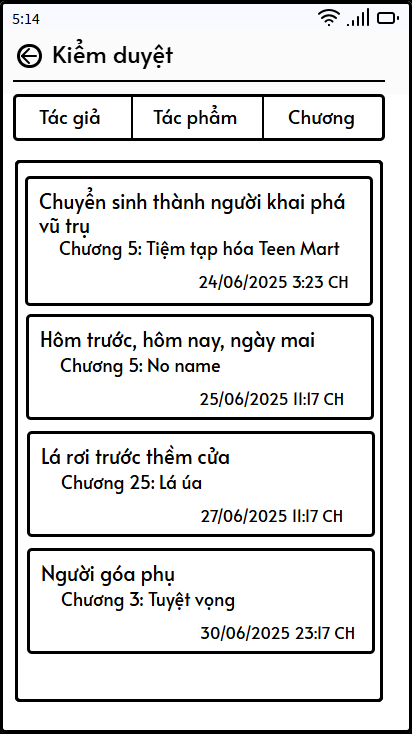 5:14
Kiểm duyệt
Tác giả
Tác phẩm
Chương
Chuyển sinh thành người khai phá
vũ trụ
Chương 5: Tiệm tạp hóa Teen Mart
24/06/2025 3:23 CH
Hôm trước, hôm nay, ngày mai
Chương 5: No name
25/06/2025 11:17 CH
Lá rơi trước thềm cửa
Chương 25: Lá úa
27/06/2025 11:17 CH
Người góa phụ
Chương 3: Tuyệt vọng
30/06/2025 23:17 CH